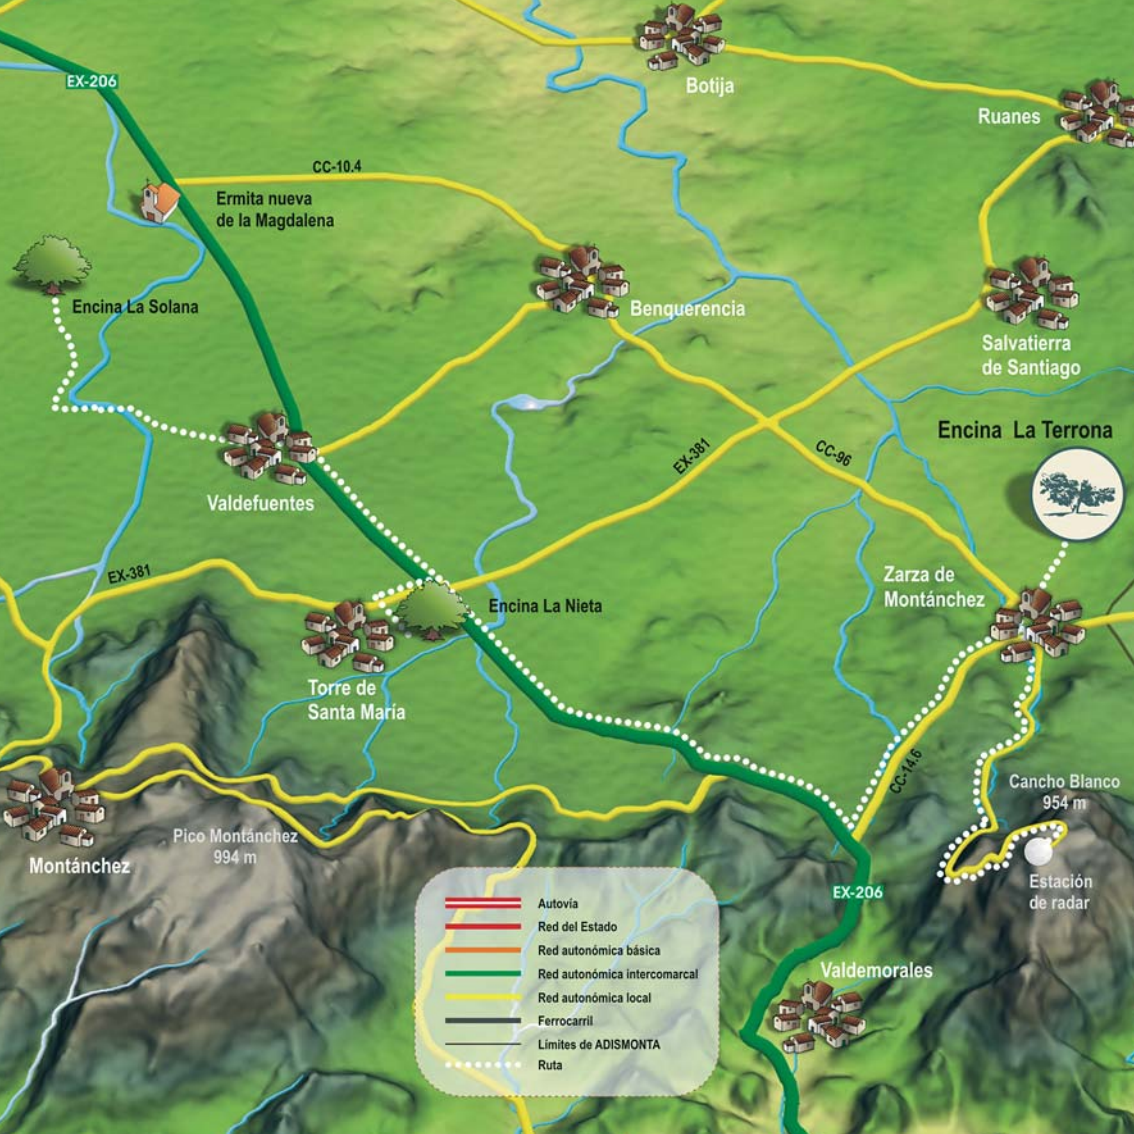 EX-206
Botija
Ruanes
CC-10.4
Ermita nueva
de la Magdalena
Encina La Solana
Benquerencia
Salvatierra
de Santiago
Encina La Terrona
EX-381
CC-96
Valdefuentes
EX-381
Zarza de
Montánchez
Encina La Nieta
Torre de
Santa María
CC-14.6
Cancho Blanco
954 m
Pico Montánchez
994 m
Montánchez
Estación
de radar
EX-206
Valdemorales
Autovía
Red del Estado
Red autonómica básica
Red autonómica intercomarcal
Red autonómica local
Ferrocarril
Límites de ADISMONTA
Ruta